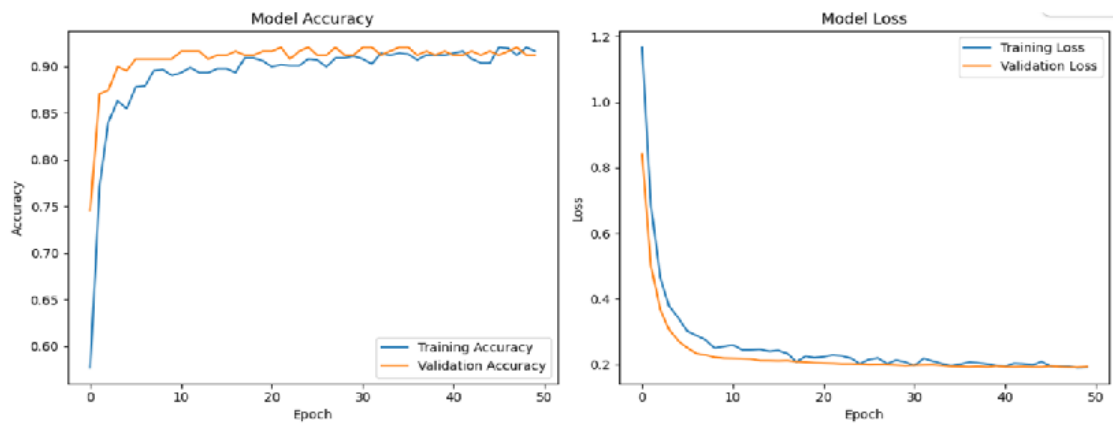 Model Accuracy
0.90
0.85
0.80
0.75
0.70
0.65
0.60
Accuracy
Training Accuracy
Validation Accuracy
0 10 20 30 40 50
Epoch
Model Loss
1.2
1.0
0.8
0.6
0.4
0.2
Loss
Training Loss
Validation Loss
0 10 20 30 40 50
Epoch